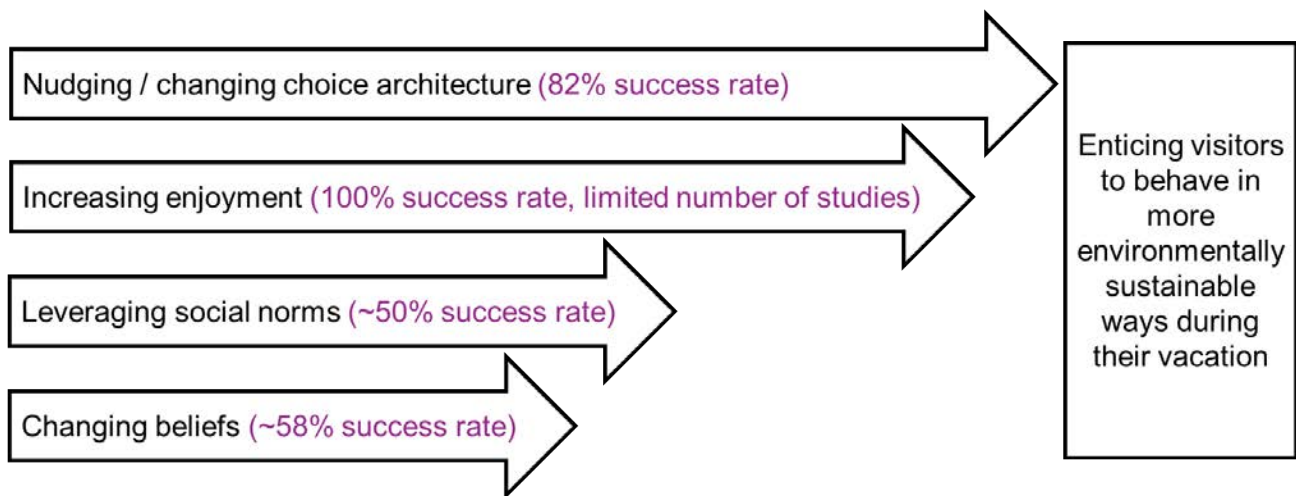 Nudging / changing choice architecture (82% success rate)
Increasing enjoyment (100% success rate, limited number of studies)
Leveraging social norms (~50% success rate)
Changing beliefs (~58% success rate)
Enticing visitors
to behave in
more
environmentally
sustainable
ways during
their vacation